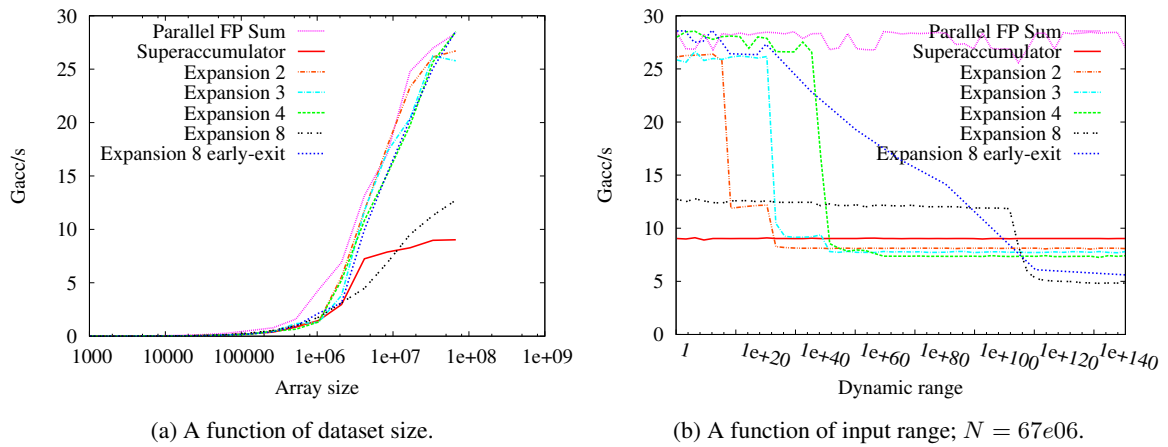 30
25
20
15
10
5
0
Gacc/s
Parallel FP Sum
Superaccumulator
Expansion 2
Expansion 3
Expansion 4
Expansion 8
Expansion 8 early-exit
1000 10000 100000 1e+06 1e+07 1e+08 1e+09
Array size
(a) A function of dataset size.
30
25
20
15
10
5
0
Gacc/s
Parallel FP Sum
Superaccumulator
Expansion 2
Expansion 3
Expansion 4
Expansion 8
Expansion 8 early-exit
1 1e+20 1e+40 1e+60 1e+80 1e+100 1e+120 1e+140
Dynamic range
(b) A function of input range; N = 67e06.